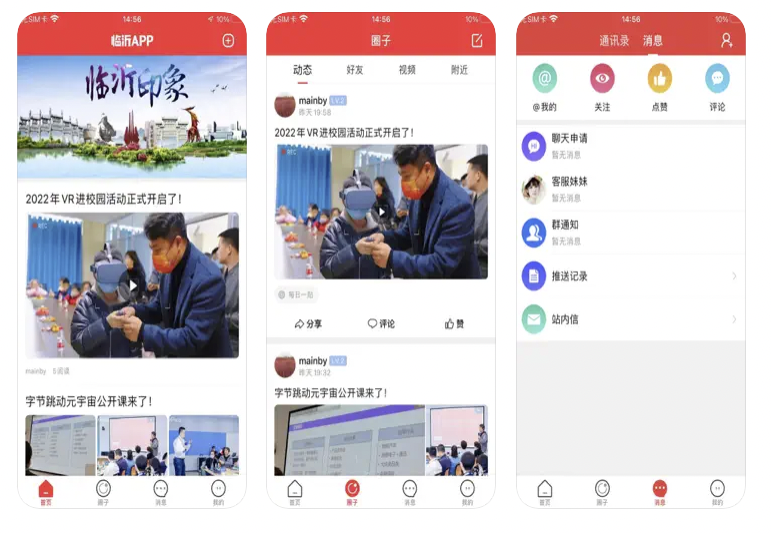 无SIM卡
14:56
10%
临沂APP
临沂印象
2022年VR进校园活动正式开启了!
mainby 5阅读
字节跳动元宇宙公开课来了!
首页
圈子
消息
我的
无SIM卡
14:56
10%
圈子
动态
好友
视频
附近
mainby LV.2
昨天 19:58
2022年VR进校园活动正式开启了!
每日一贴
分享
评论
赞
mainby LV.2
昨天 19:32
字节跳动元宇宙公开课来了!
首页
圈子
消息
我的
无SIM卡
14:56
10%
通讯录
消息
@我的
关注
点赞
评论
聊天申请
暂无消息
客服妹妹
暂无消息
群通知
暂无消息
推送记录
站内信
首页
圈子
消息
我的